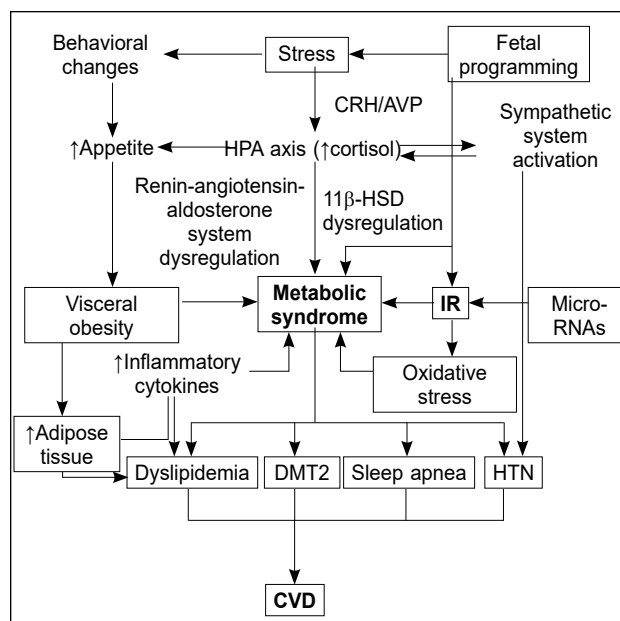 Behavioral
changes
Stress
Fetal
programming
CRH/AVP
Sympathetic
system
activation
↑Appetite
HPA axis (↑cortisol)
Renin-angiotensin-
aldosterone
system
dysregulation
11β-HSD
dysregulation
Visceral
obesity
Metabolic
syndrome
IR
Micro-
RNAs
↑Inflammatory
cytokines
Oxidative
stress
↑Adipose
tissue
Dyslipidemia
DMT2
Sleep apnea
HTN
CVD